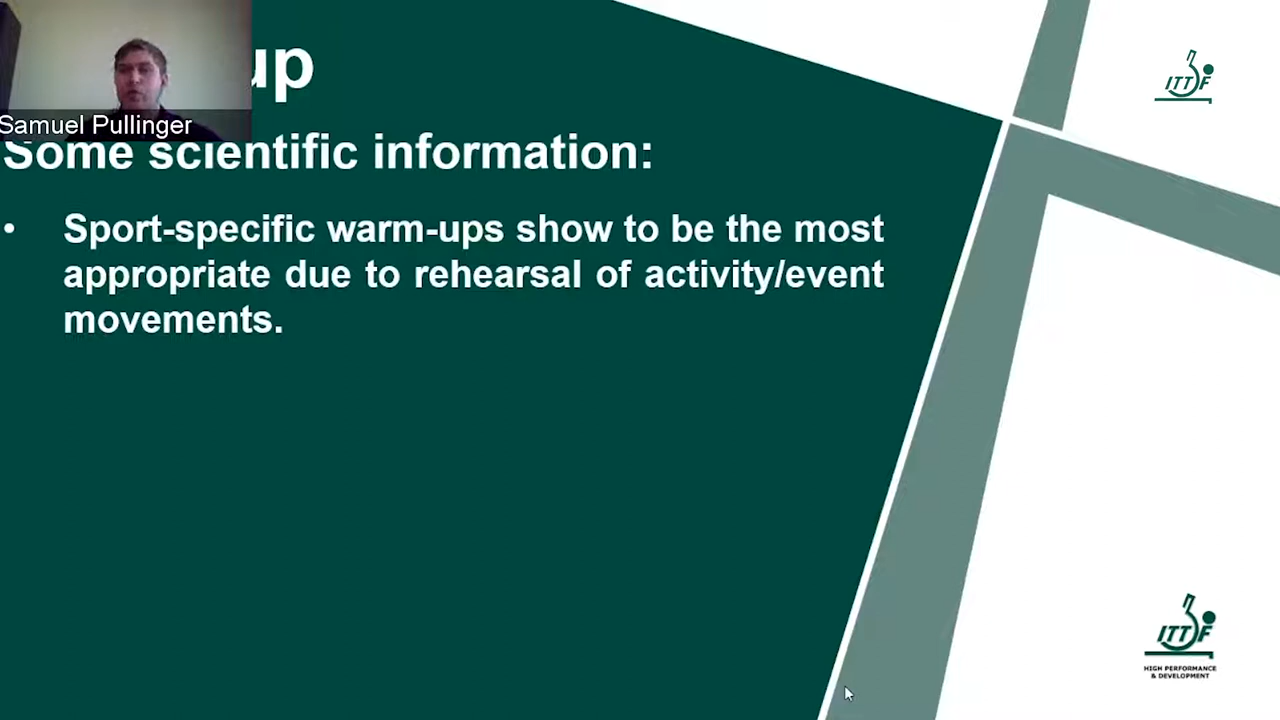 up
Samuel Pullinger
Some scientific information:
• Sport-specific warm-ups show to be the most
appropriate due to rehearsal of activity/event
movements.
ITTF
ITTF
HIGH PERFORMANCE
& DEVELOPMENT